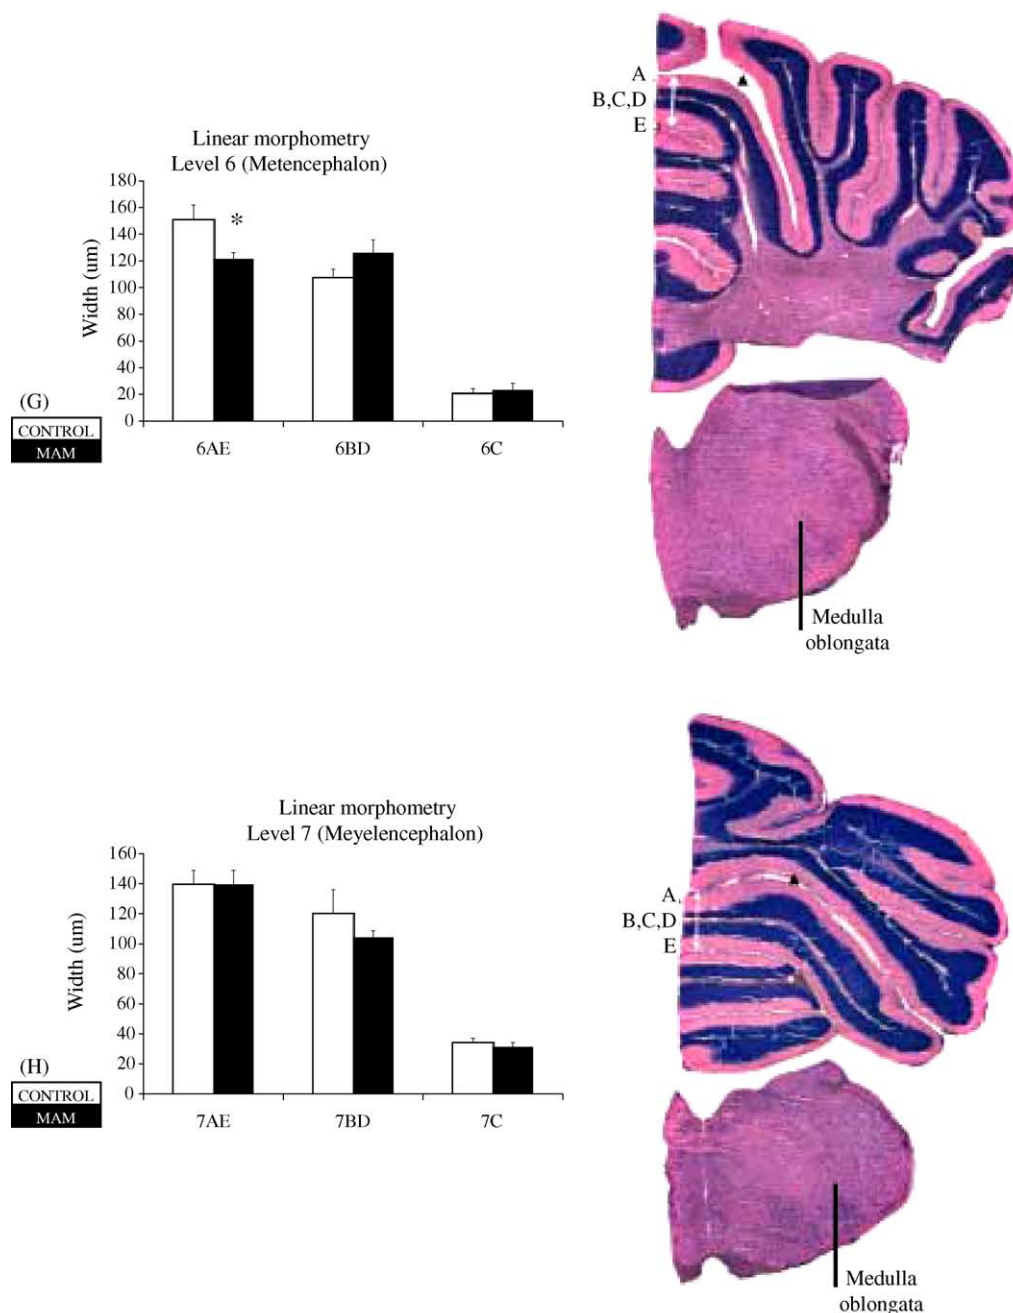 Linear morphometry
Level 6 (Metencephalon)
180
160
140
120
100
80
60
40
20
0
Width (um)
*
6AE 6BD 6C
(G)
CONTROL
MAM
A
B,C,D
E
Medulla
oblongata
Linear morphometry
Level 7 (Meyelencephalon)
160
140
120
100
80
60
40
20
0
Width (um)
7AE 7BD 7C
(H)
CONTROL
MAM
A
B,C,D
E
Medulla
oblongata